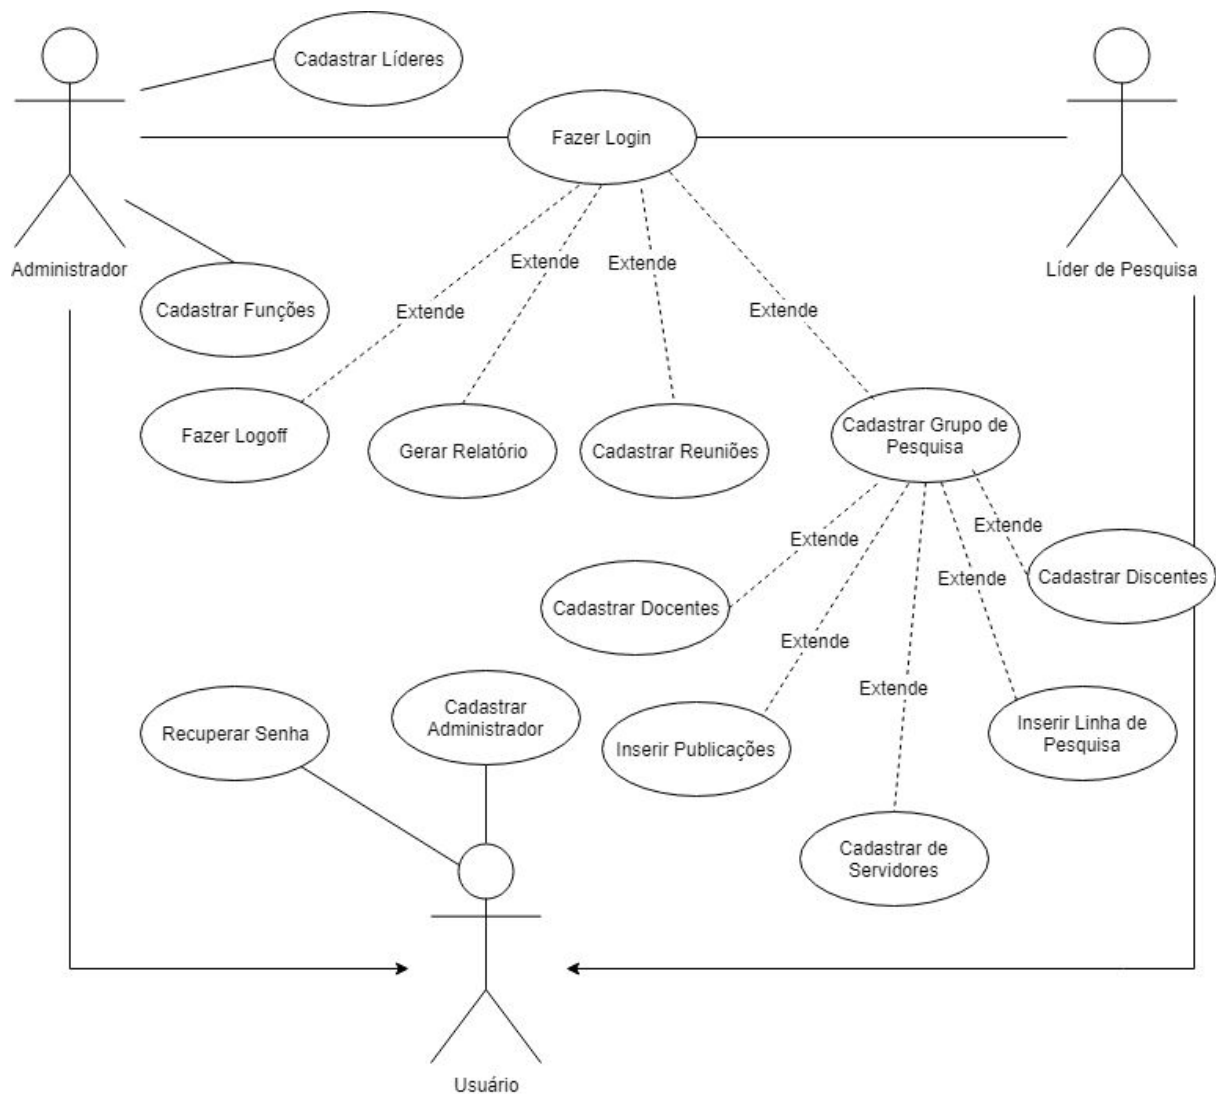 Cadastrar Líderes
Fazer Login
Administrador
Líder de Pesquisa
Extende
Extende
Cadastrar Funções
Extende
Extende
Fazer Logoff
Gerar Relatório
Cadastrar Reuniões
Cadastrar Grupo de
Pesquisa
Extende
Extende
Cadastrar Docentes
Extende
Cadastrar Discentes
Extende
Extende
Recuperar Senha
Cadastrar
Administrador
Inserir Publicações
Inserir Linha de
Pesquisa
Cadastrar de
Servidores
Usuário